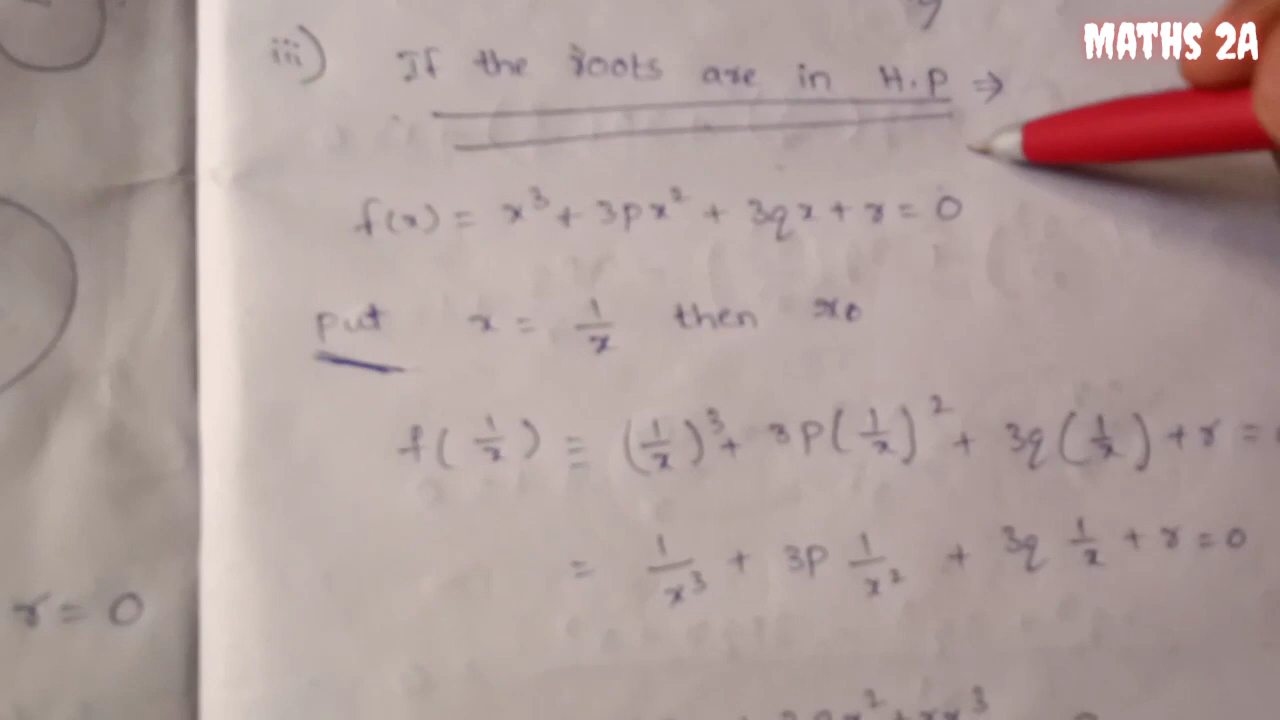 MATHS 2A
iii) If the roots are in H.P ⇒
f(x) = x³ + 3px² + 3qx + r = 0
put x = 1/x then
f(1/x) = (1/x)³ + 3p(1/x)² + 3q(1/x) + r =
= 1/x³ + 3p 1/x² + 3q 1/x + r = 0
r = 0